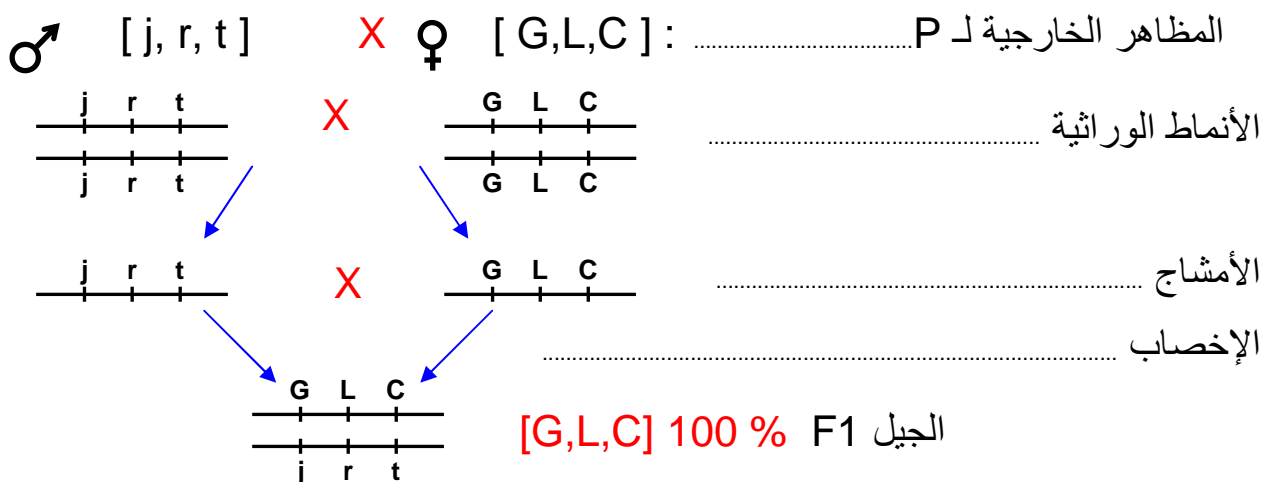 المظاهر الخارجية لـ P.................................... : [ G,L,C ] ♀ X [ j, r, t ] ♂
j r t G L C
X الأنماط الوراثية ....................................................
j r t G L C
j r t G L C
X الأمشاج ....................................................................
الإخصاب ..............................................................................................
G L C
الجيل F1 [G,L,C] 100 %
j r t